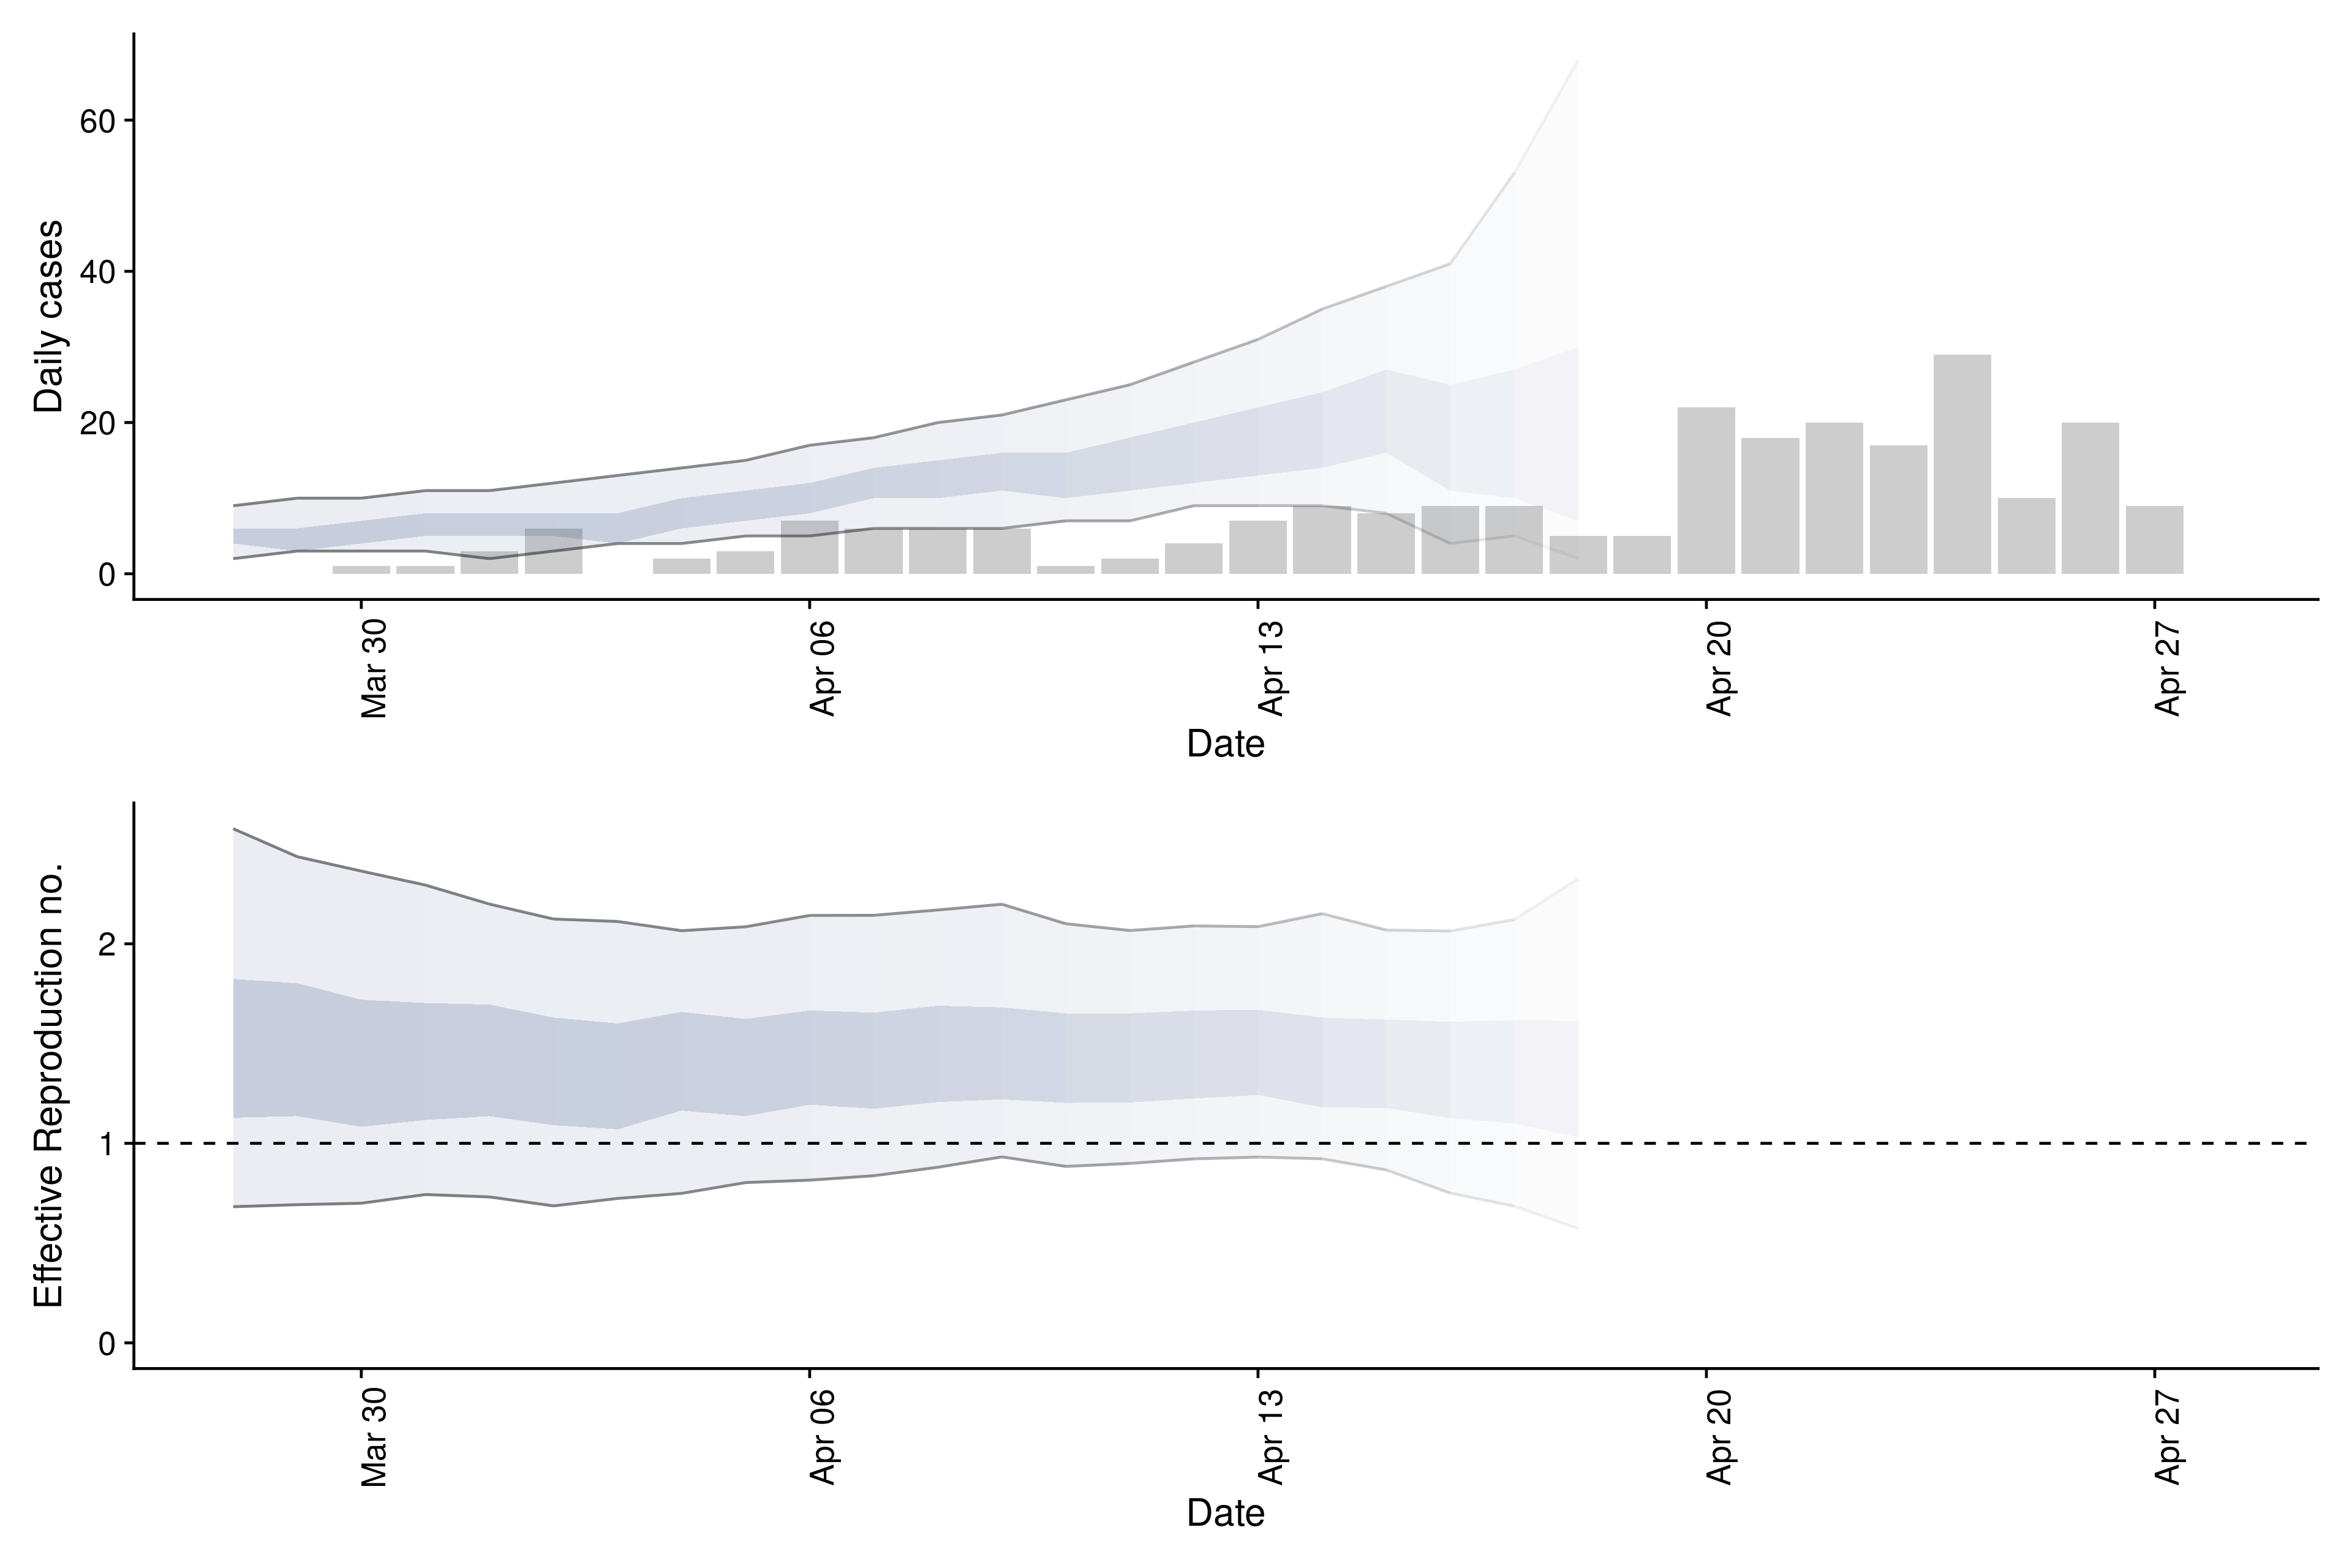 Daily cases
60
40
20
0
Mar 30
Apr 06
Apr 13
Apr 20
Apr 27
Date
Effective Reproduction no.
2
1
0
Mar 30
Apr 06
Apr 13
Apr 20
Apr 27
Date